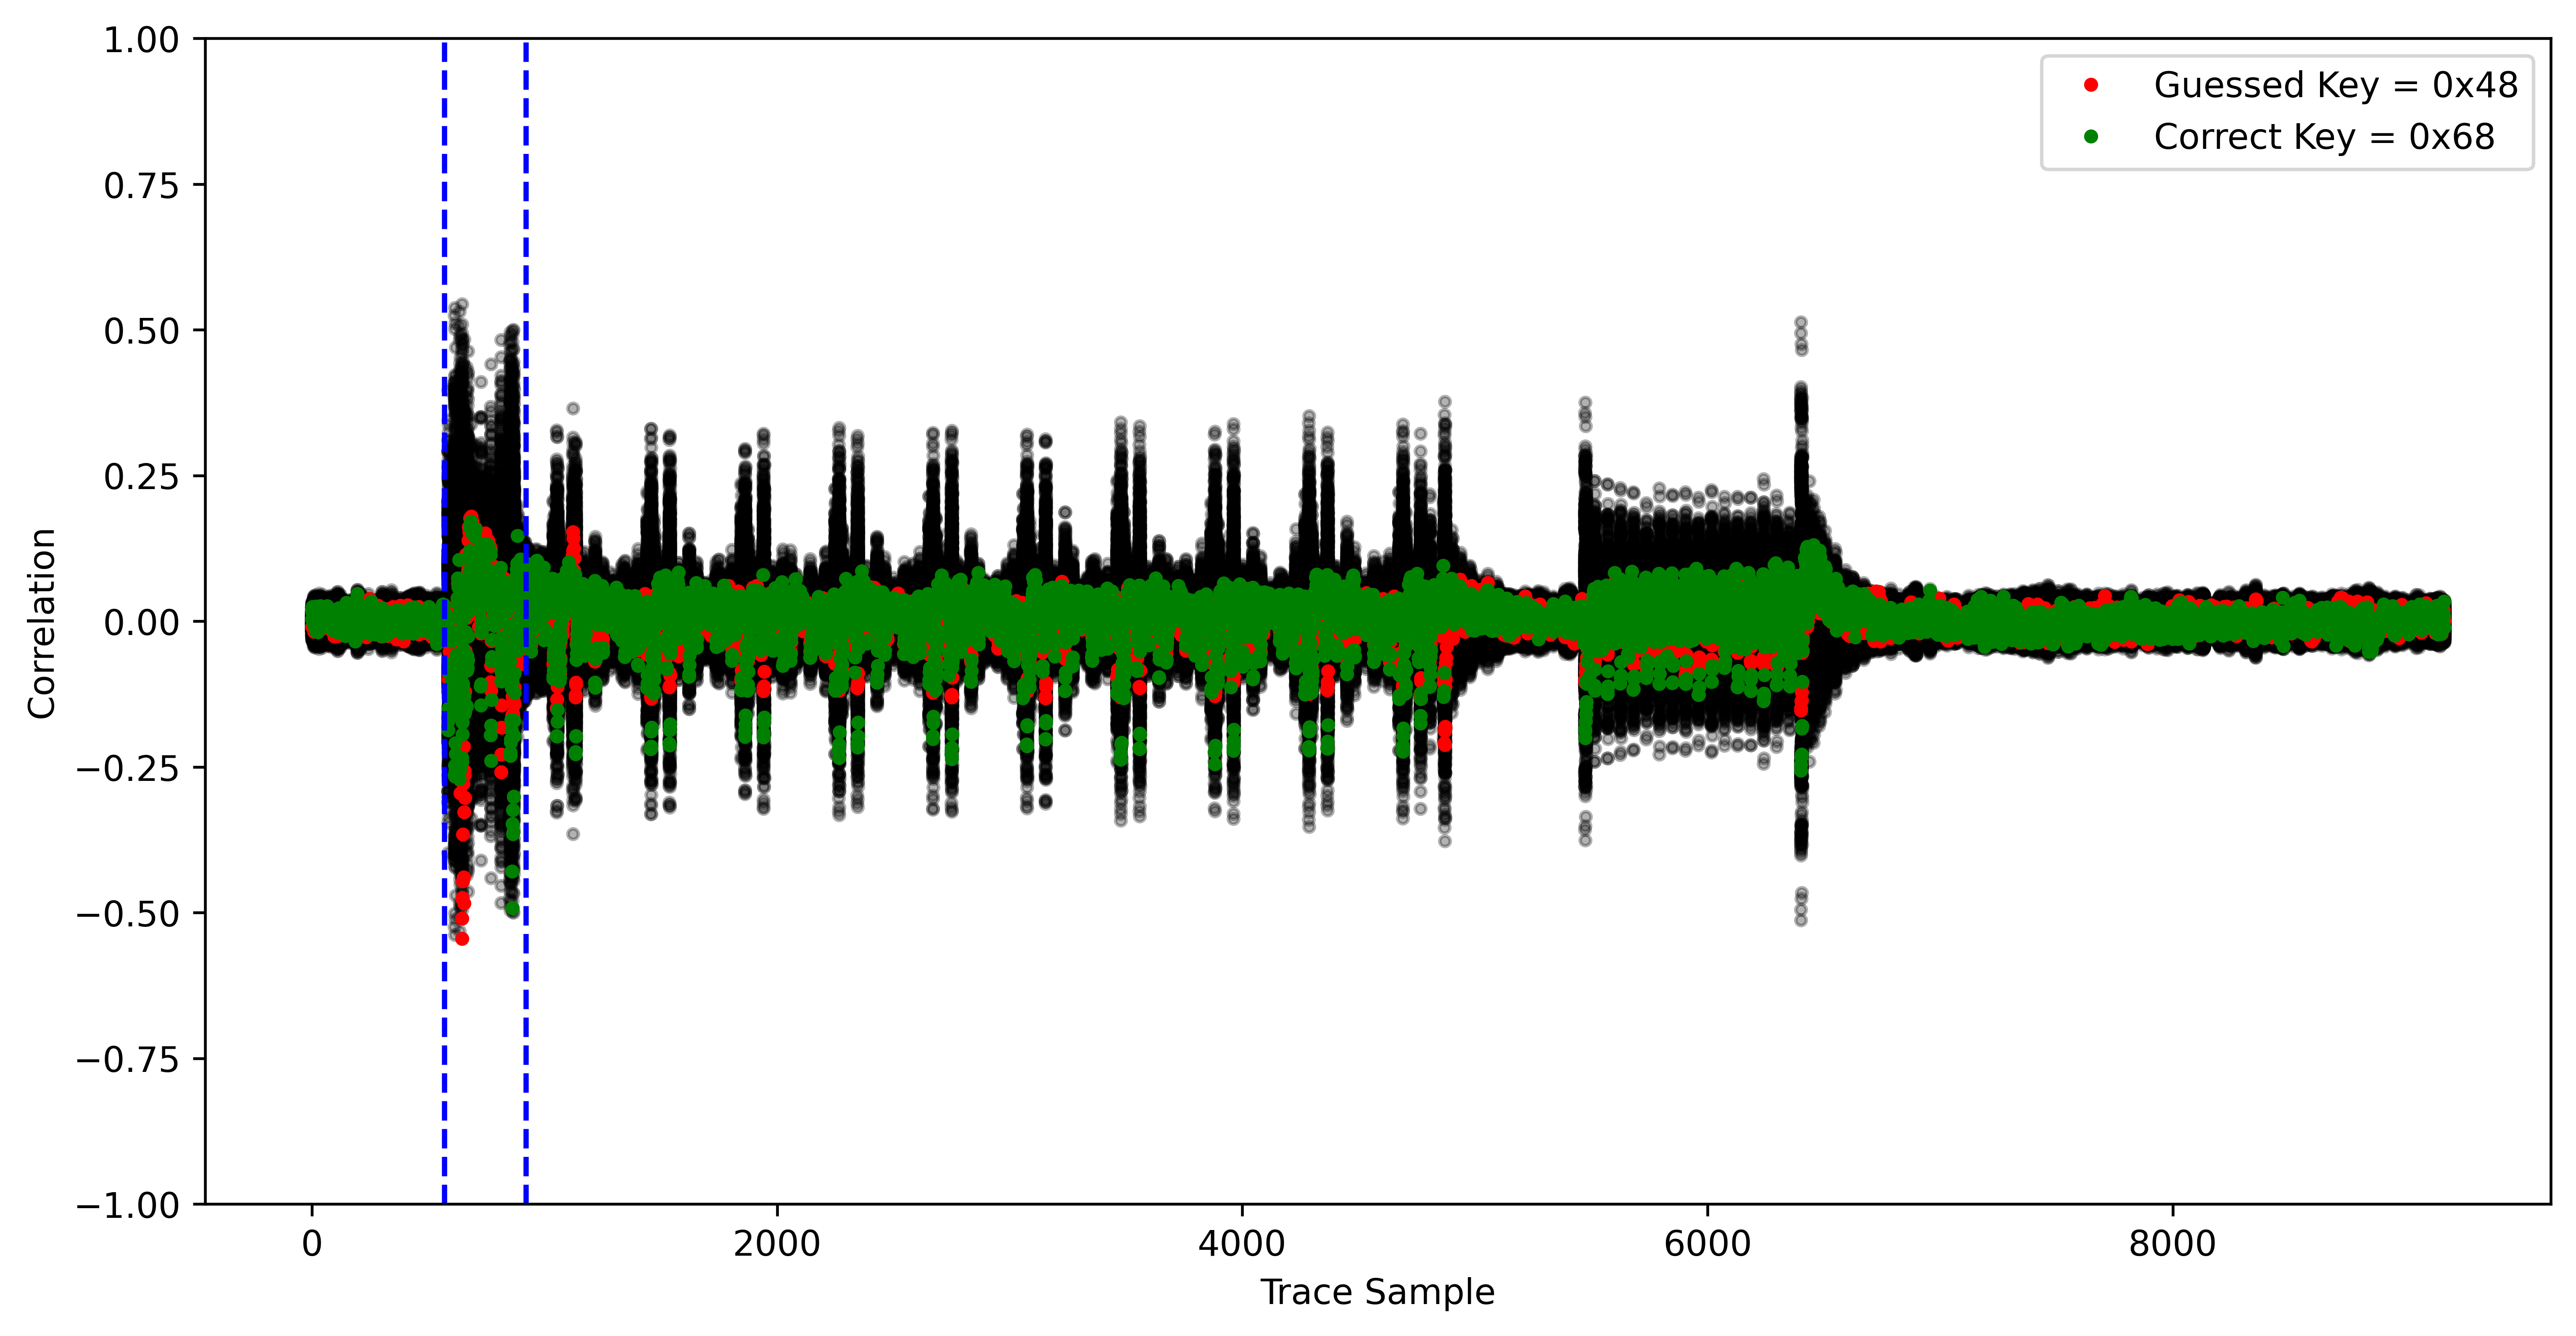 1.00
0.75
0.50
0.25
0.00
−0.25
−0.50
−0.75
−1.00
Correlation
Guessed Key = 0x48
Correct Key = 0x68
0 2000 4000 6000 8000
Trace Sample